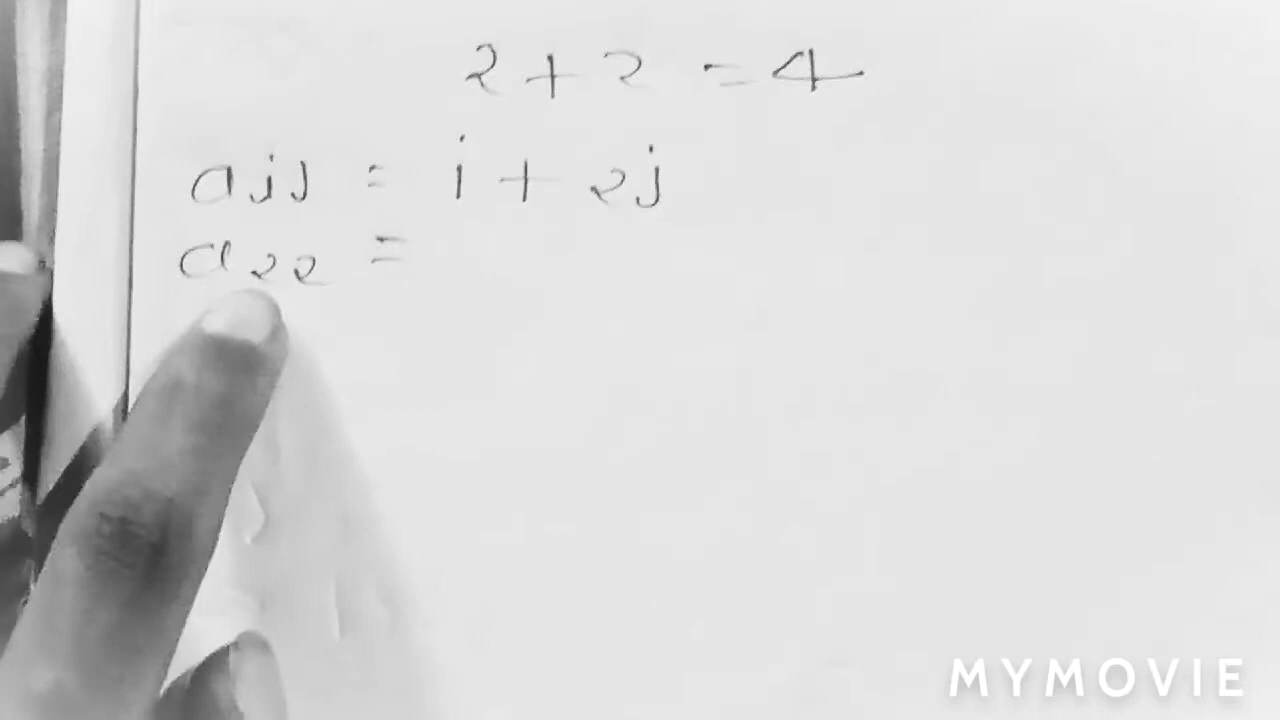 2 + 2 = 4
aij = i + 2j
a22 =
MYMOVIE